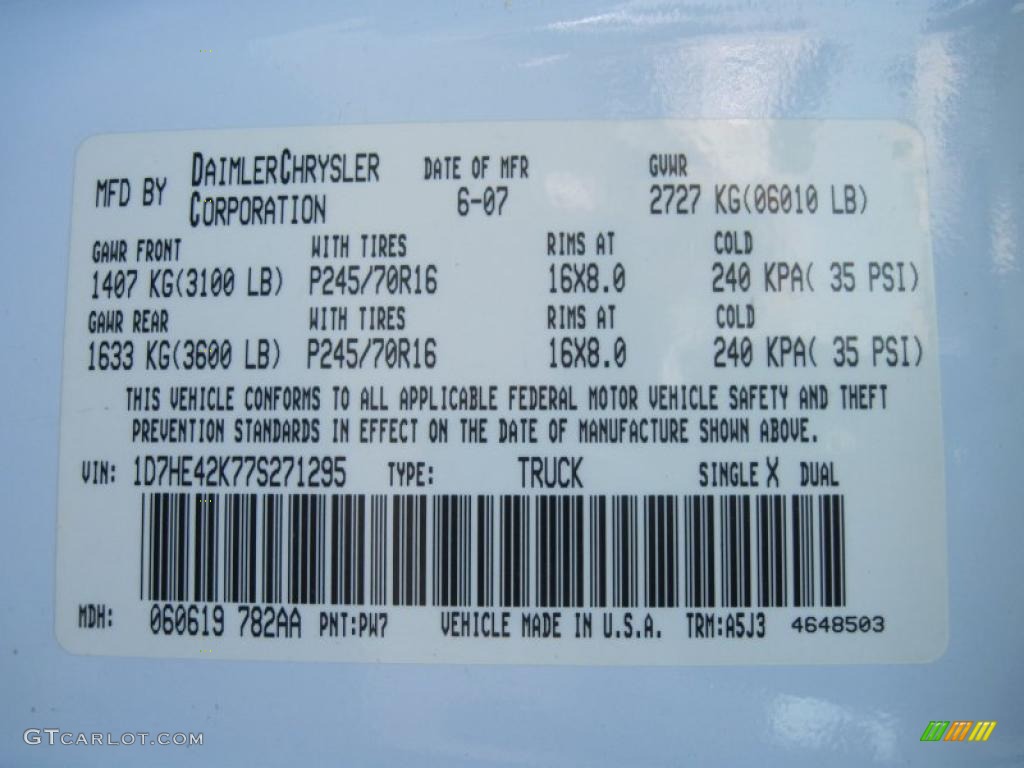 MFD BY DAIMLERCHRYSLER CORPORATION DATE OF MFR 6-07 GVWR 2727 KG(06010 LB)
GAWR FRONT WITH TIRES RIMS AT COLD
1407 KG(3100 LB) P245/70R16 16X8.0 240 KPA( 35 PSI)
GAWR REAR WITH TIRES RIMS AT COLD
1633 KG(3600 LB) P245/70R16 16X8.0 240 KPA( 35 PSI)
THIS VEHICLE CONFORMS TO ALL APPLICABLE FEDERAL MOTOR VEHICLE SAFETY AND THEFT
PREVENTION STANDARDS IN EFFECT ON THE DATE OF MANUFACTURE SHOWN ABOVE.
VIN: 1D7HE42K77S271295 TYPE: TRUCK SINGLE X DUAL
MDH: 060619 782AA PNT:PW7 VEHICLE MADE IN U.S.A. TRM:A5J3 4648503
GTCARLOT.COM